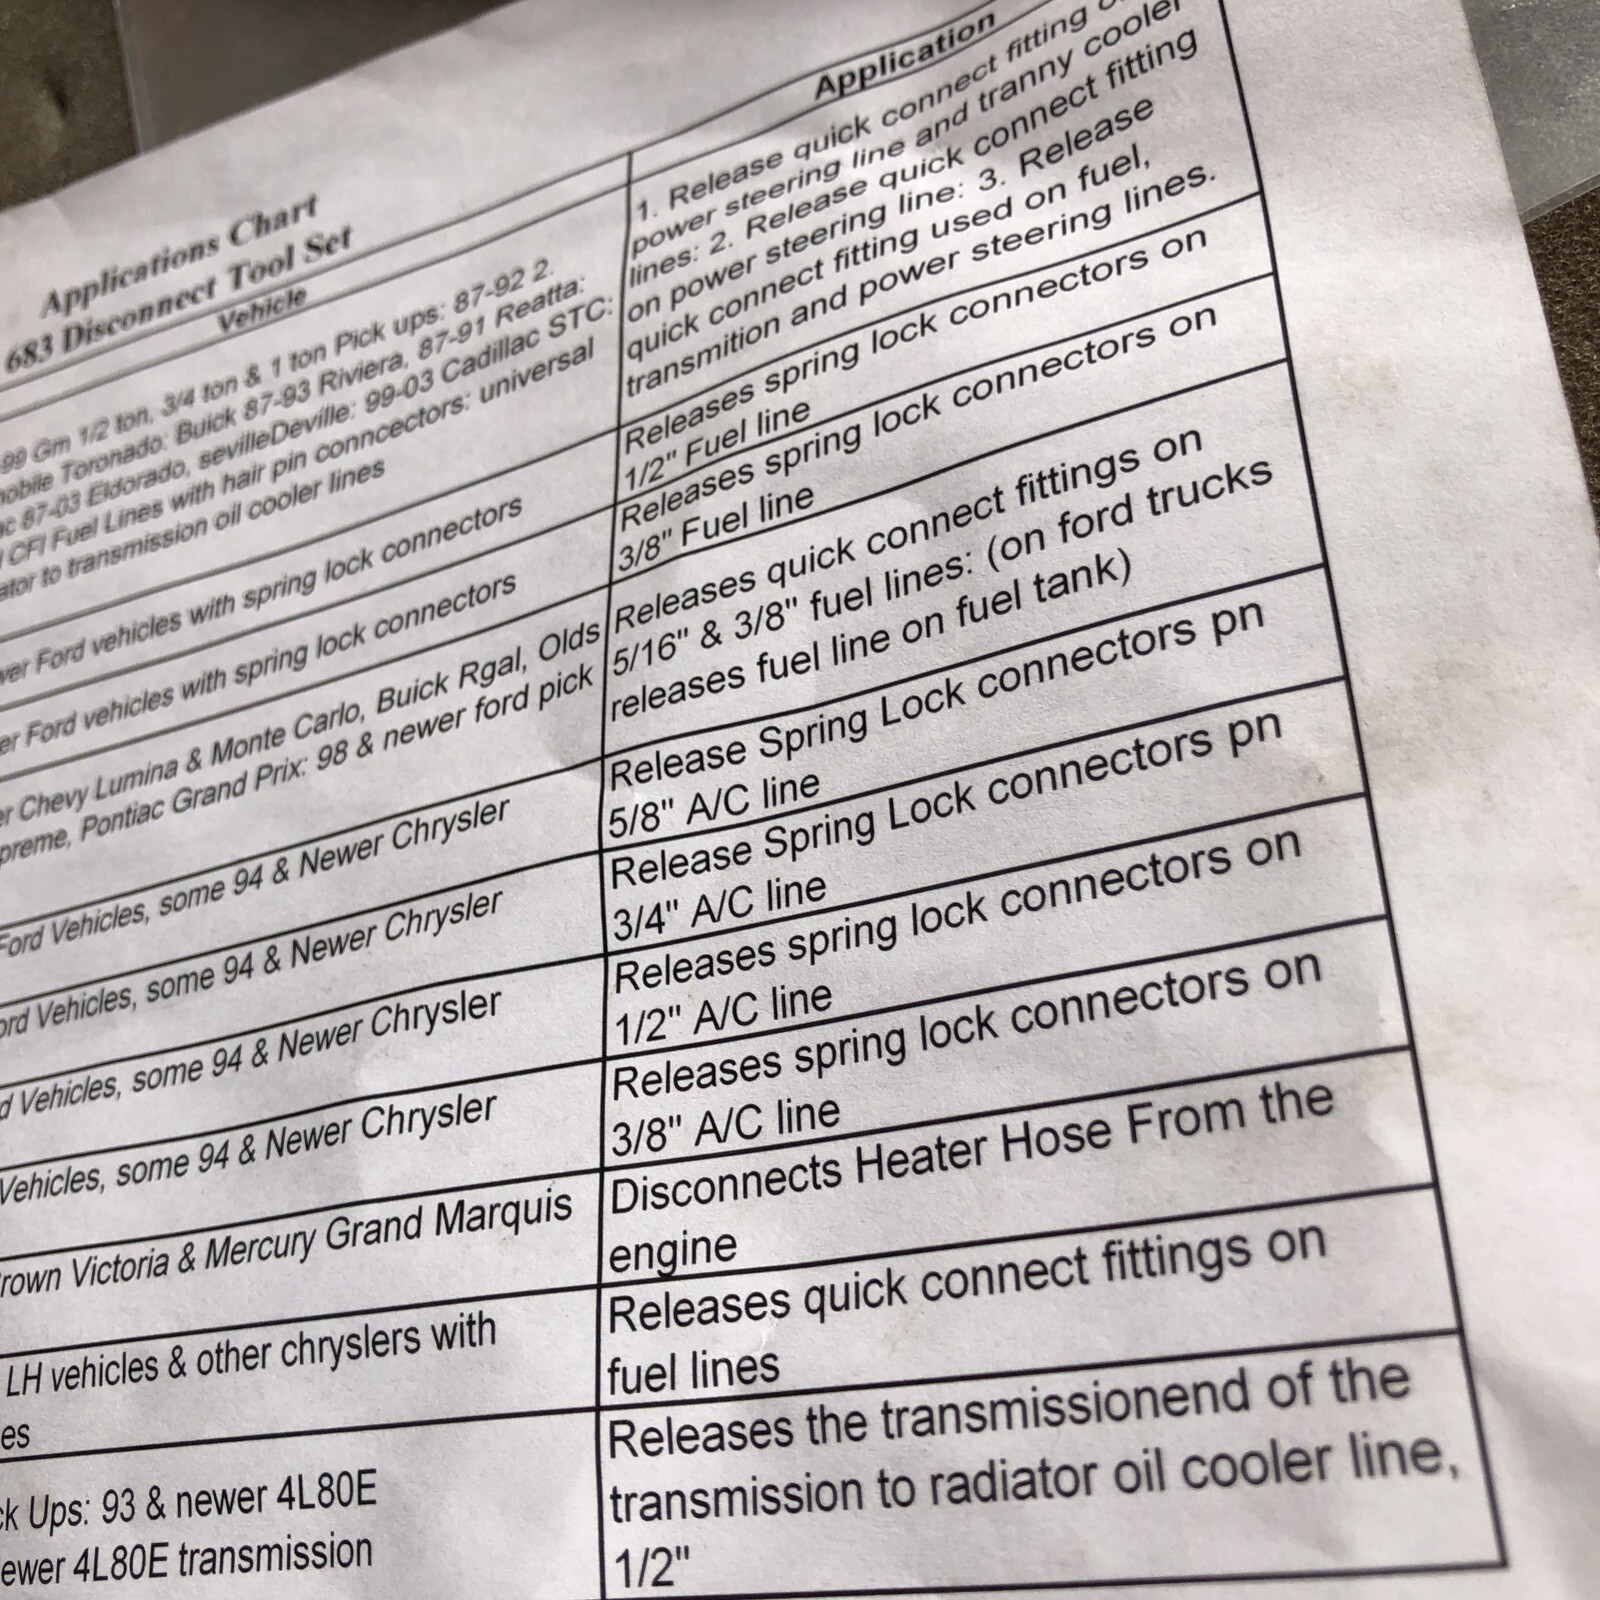 Applications Chart
683 Disconnect Tool Set
Vehicle
Application
99 Gm 1/2 ton, 3/4 ton & 1 ton Pick ups: 87-92 2.
Toronado: Buick 87-93 Riviera, 87-91 Reatta:
87-03 Eldorado, sevilleDeville: 99-03 Cadillac STC:
CFI Fuel Lines with hair pin conncectors: universal
to transmission oil cooler lines
1. Release quick connect fitting
power steering line and tranny cooler
lines: 2. Release quick connect fitting
on power steering line: 3. Release
quick connect fitting used on fuel,
transmition and power steering lines.
Ford vehicles with spring lock connectors
Releases spring lock connectors on
1/2" Fuel line
Ford vehicles with spring lock connectors
Releases spring lock connectors on
3/8" Fuel line
Chevy Lumina & Monte Carlo, Buick Rgal, Olds
preme, Pontiac Grand Prix: 98 & newer ford pick
Releases quick connect fittings on
5/16" & 3/8" fuel lines: (on ford trucks
releases fuel line on fuel tank)
Ford Vehicles, some 94 & Newer Chrysler
Release Spring Lock connectors pn
5/8" A/C line
ord Vehicles, some 94 & Newer Chrysler
Release Spring Lock connectors pn
3/4" A/C line
d Vehicles, some 94 & Newer Chrysler
Releases spring lock connectors on
1/2" A/C line
Vehicles, some 94 & Newer Chrysler
Releases spring lock connectors on
3/8" A/C line
rown Victoria & Mercury Grand Marquis
Disconnects Heater Hose From the
engine
LH vehicles & other chryslers with
es
Releases quick connect fittings on
fuel lines
ck Ups: 93 & newer 4L80E
ewer 4L80E transmission
Releases the transmissionend of the
transmission to radiator oil cooler line,
1/2"